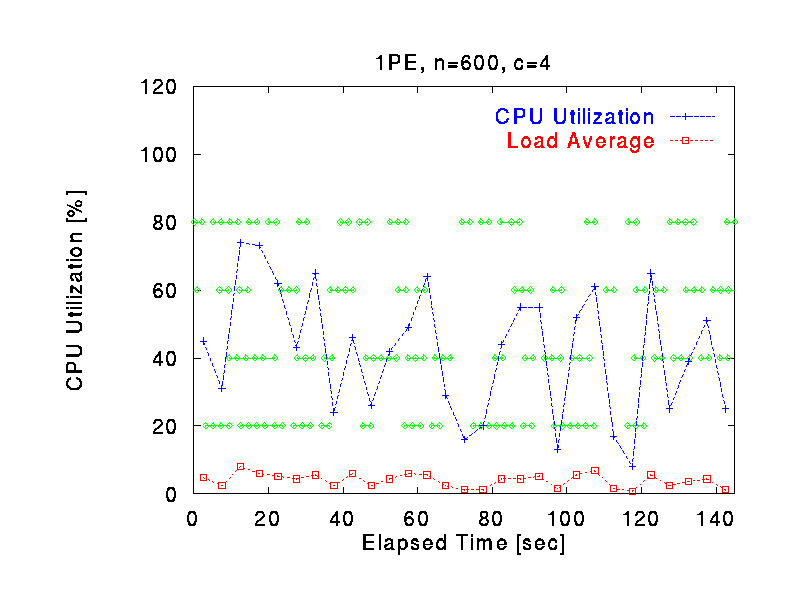 1PE, n=600, c=4
120
100
80
60
40
20
0
CPU Utilization [%]
CPU Utilization
Load Average
0 20 40 60 80 100 120 140
Elapsed Time [sec]